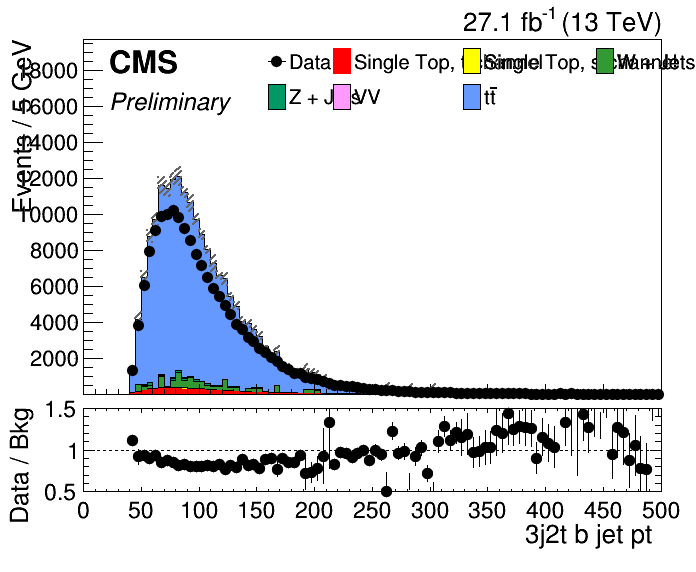 27.1 fb-1 (13 TeV)
CMS
Preliminary
Data
Single Top, t
Single Top, s
Jets
VV
tt̄
Events / 5 GeV
18000
16000
14000
12000
10000
8000
6000
4000
2000
1.5
1
0.5
Data / Bkg
0 50 100 150 200 250 300 350 400 450 500
3j2t b jet pt